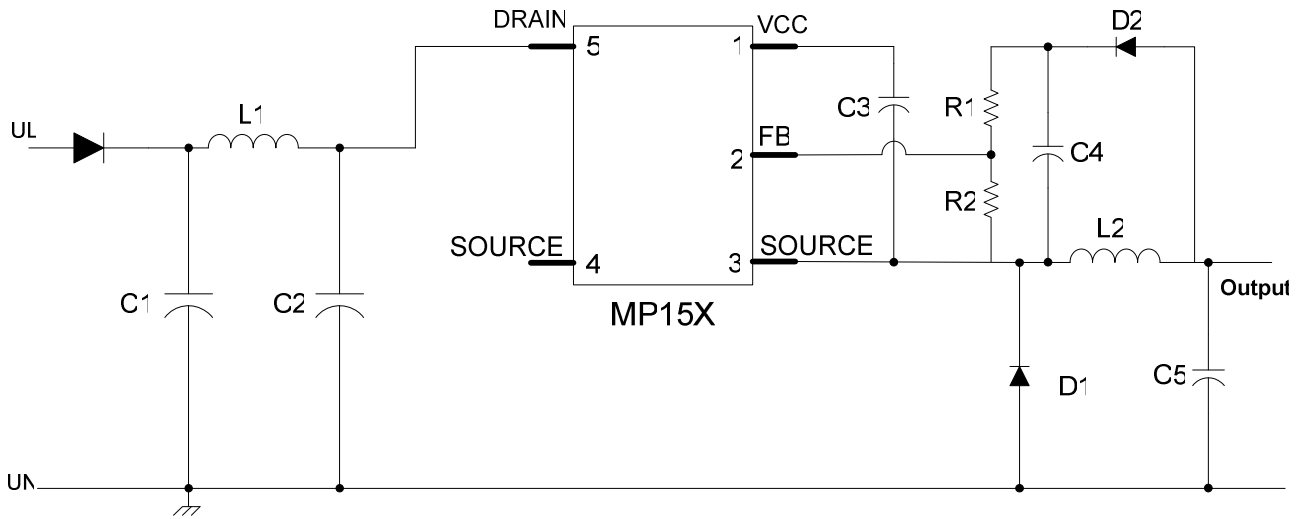 DRAIN
VCC
D2
5
1
L1
C3
R1
UL
FB
C4
2
R2
SOURCE
SOURCE
L2
4
3
Output
C1
C2
MP15X
D1
C5
UN